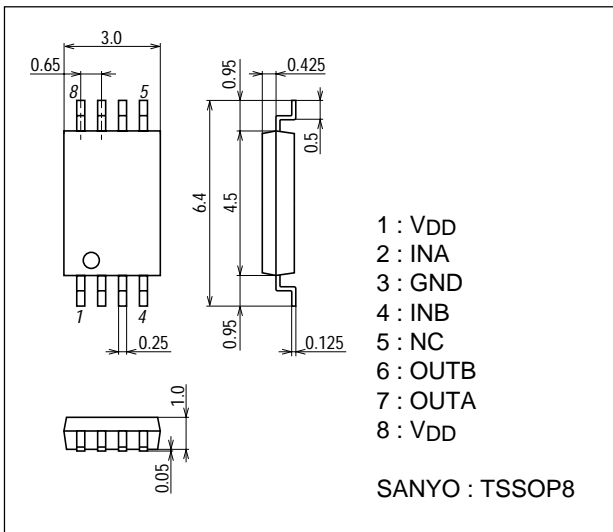 3.0
0.65
0.95
0.425
8
5
0.5
6.4
4.5
1 : VDD
2 : INA
3 : GND
4 : INB
5 : NC
6 : OUTB
7 : OUTA
8 : VDD
1
4
0.25
0.95
0.125
1.0
0.05
SANYO : TSSOP8